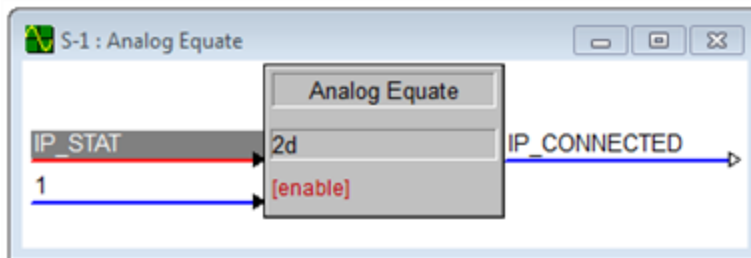 S-1 : Analog Equate
Analog Equate
IP_STAT 2d IP_CONNECTED
1 [enable]